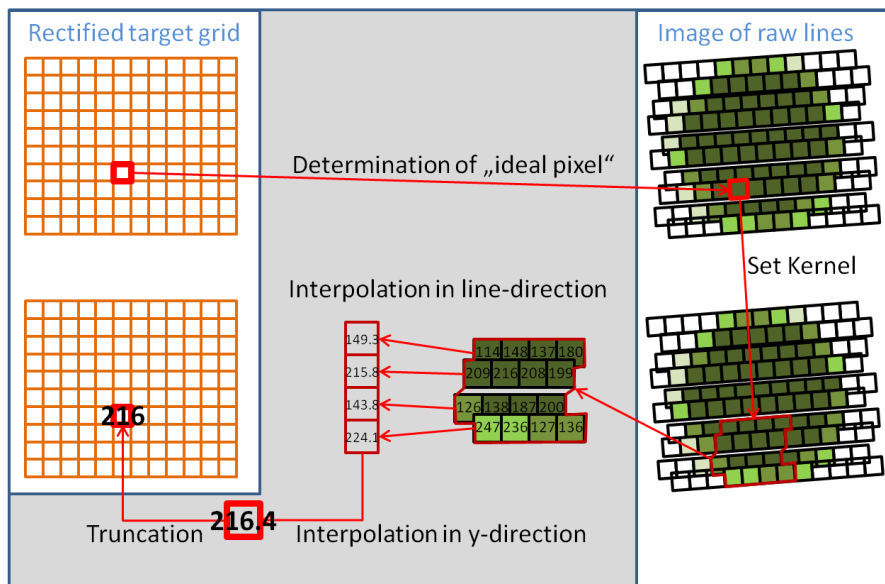 Rectified target grid
Image of raw lines
Determination of „ideal pixel“
Set Kernel
Interpolation in line-direction
149.3
114 148 137 180
215.8
209 216 208 199
143.8
126 138 187 200
224.1
247 236 127 136
216
216.4
Truncation
Interpolation in y-direction